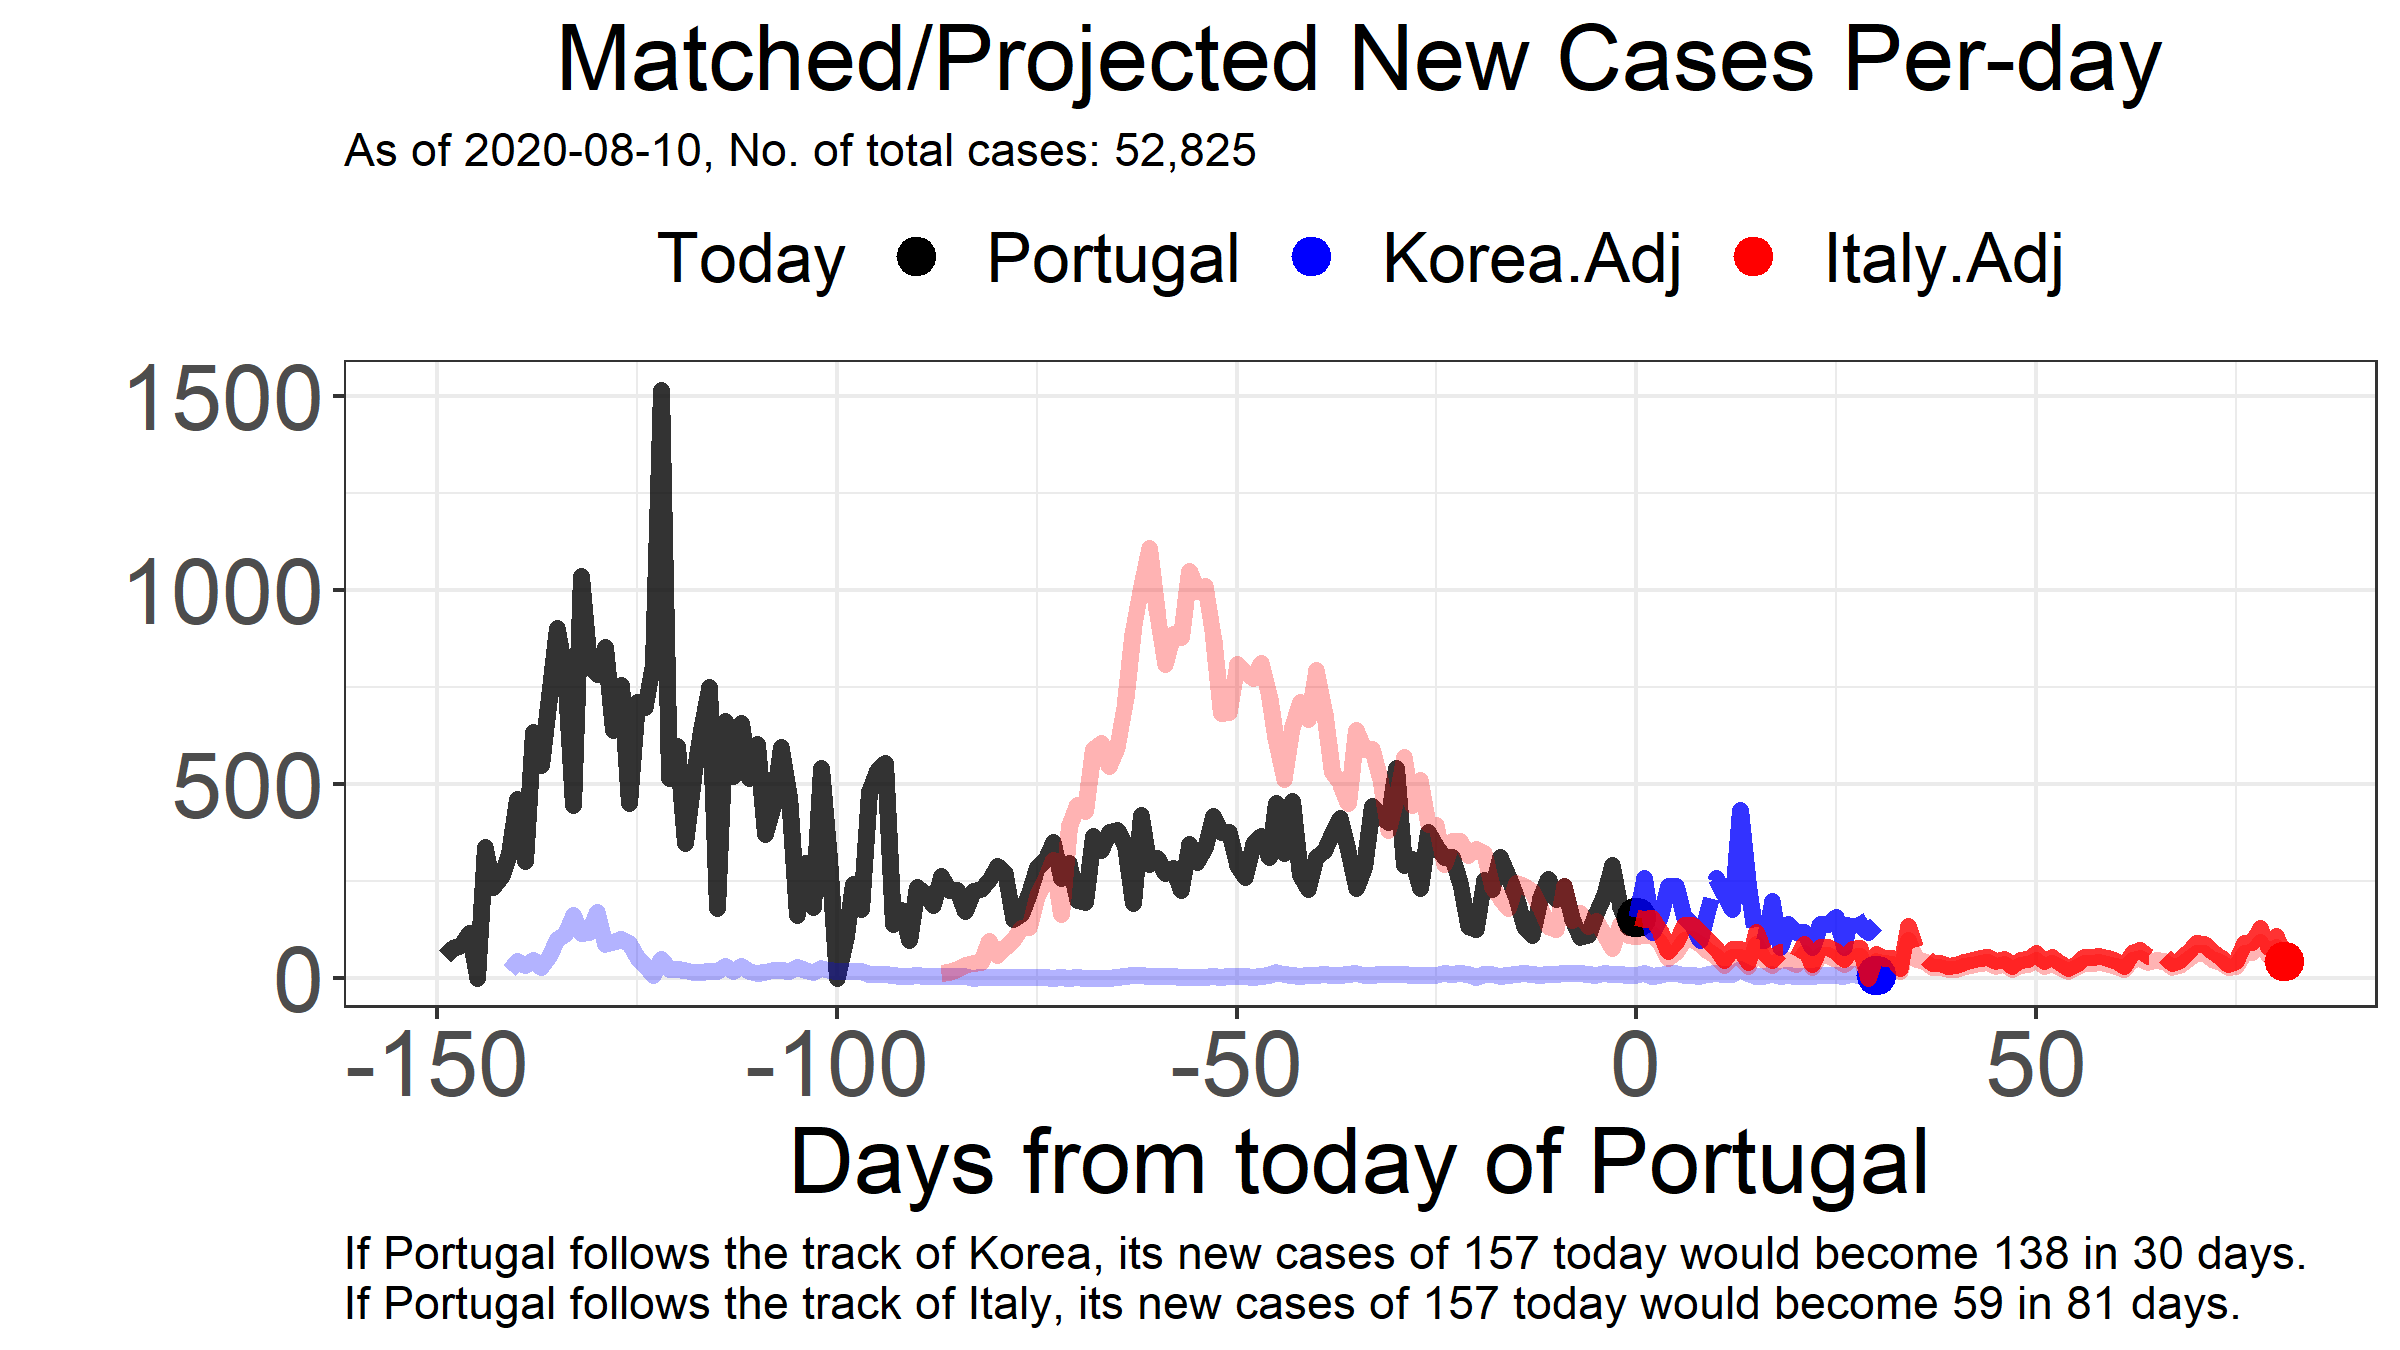 Matched/Projected New Cases Per-day
As of 2020-08-10, No. of total cases: 52,825
Today Portugal Korea.Adj Italy.Adj
1500
1000
500
0
-150 -100 -50 0 50
Days from today of Portugal
If Portugal follows the track of Korea, its new cases of 157 today would become 138 in 30 days.
If Portugal follows the track of Italy, its new cases of 157 today would become 59 in 81 days.